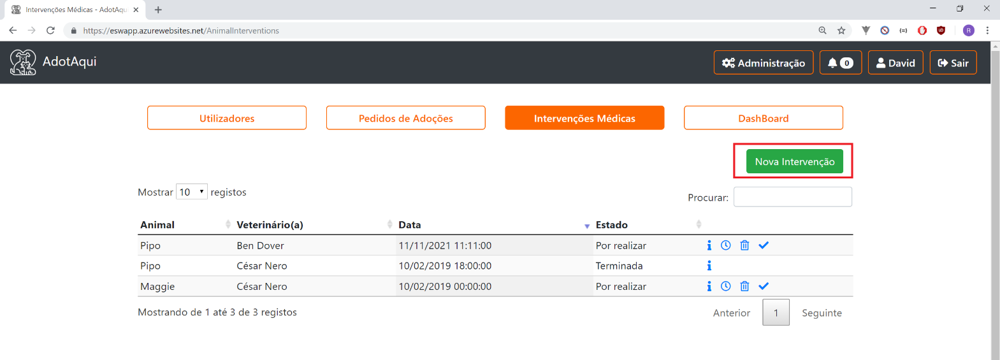 Intervenções Médicas - AdotAqu
https://eswapp.azurewebsites.net/AnimalInterventions
R
AdotAqui
Administração
0
David
Sair
Utilizadores
Pedidos de Adoções
Intervenções Médicas
DashBoard
Nova Intervenção
Mostrar 10 registos
Procurar:
Animal Veterinário(a) Data Estado
Pipo Ben Dover 11/11/2021 11:11:00 Por realizar
Pipo César Nero 10/02/2019 18:00:00 Terminada
Maggie César Nero 10/02/2019 00:00:00 Por realizar
Mostrando de 1 até 3 de 3 registos
Anterior 1 Seguinte